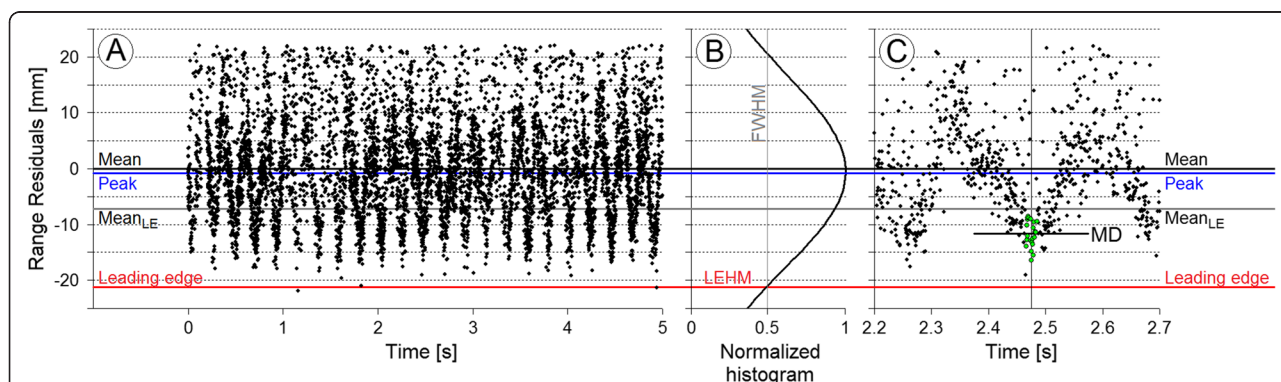 A
B
C
Range Residuals [mm]
20
10
0
-10
-20
Mean
Peak
MeanLE
Leading edge
0 1 2 3 4 5
Time [s]
FWHM
LEHM
0 0.5 1
Normalized
histogram
MD
2.2 2.3 2.4 2.5 2.6 2.7
Time [s]
Mean
Peak
MeanLE
Leading edge